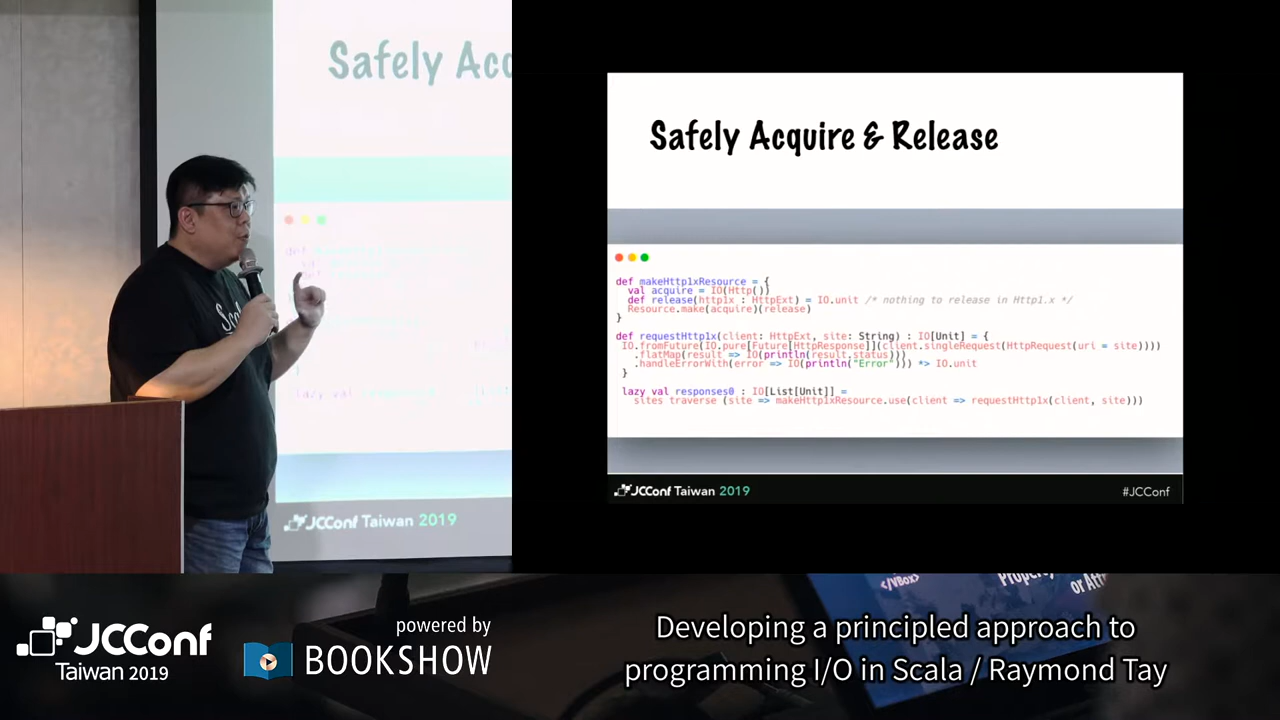 Safely Acq
Safely Acquire & Release
def makeHttp1xResource = {
val acquire = IO(Http())
def release(http1x : HttpExt) = IO.unit /* nothing to release in Http1.x */
Resource.make(acquire)(release)
}
def requestHttp1x(client: HttpExt, site: String) : IO[Unit] = {
IO.fromFuture(IO.pure[Future[HttpResponse]](client.singleRequest(HttpRequest(uri = site))))
.flatMap(result => IO(println(result.status)))
.handleErrorWith(error => IO(println("Error"))) *> IO.unit
}
lazy val responses0 : IO[List[Unit]] =
sites traverse (site => makeHttp1xResource.use(client => requestHttp1x(client, site)))
JCConf Taiwan 2019
#JCConf
JCConf Taiwan 2019
</VBox>
JCConf
Taiwan 2019
powered by
BOOKSHOW
Developing a principled approach to
programming I/O in Scala / Raymond Tay